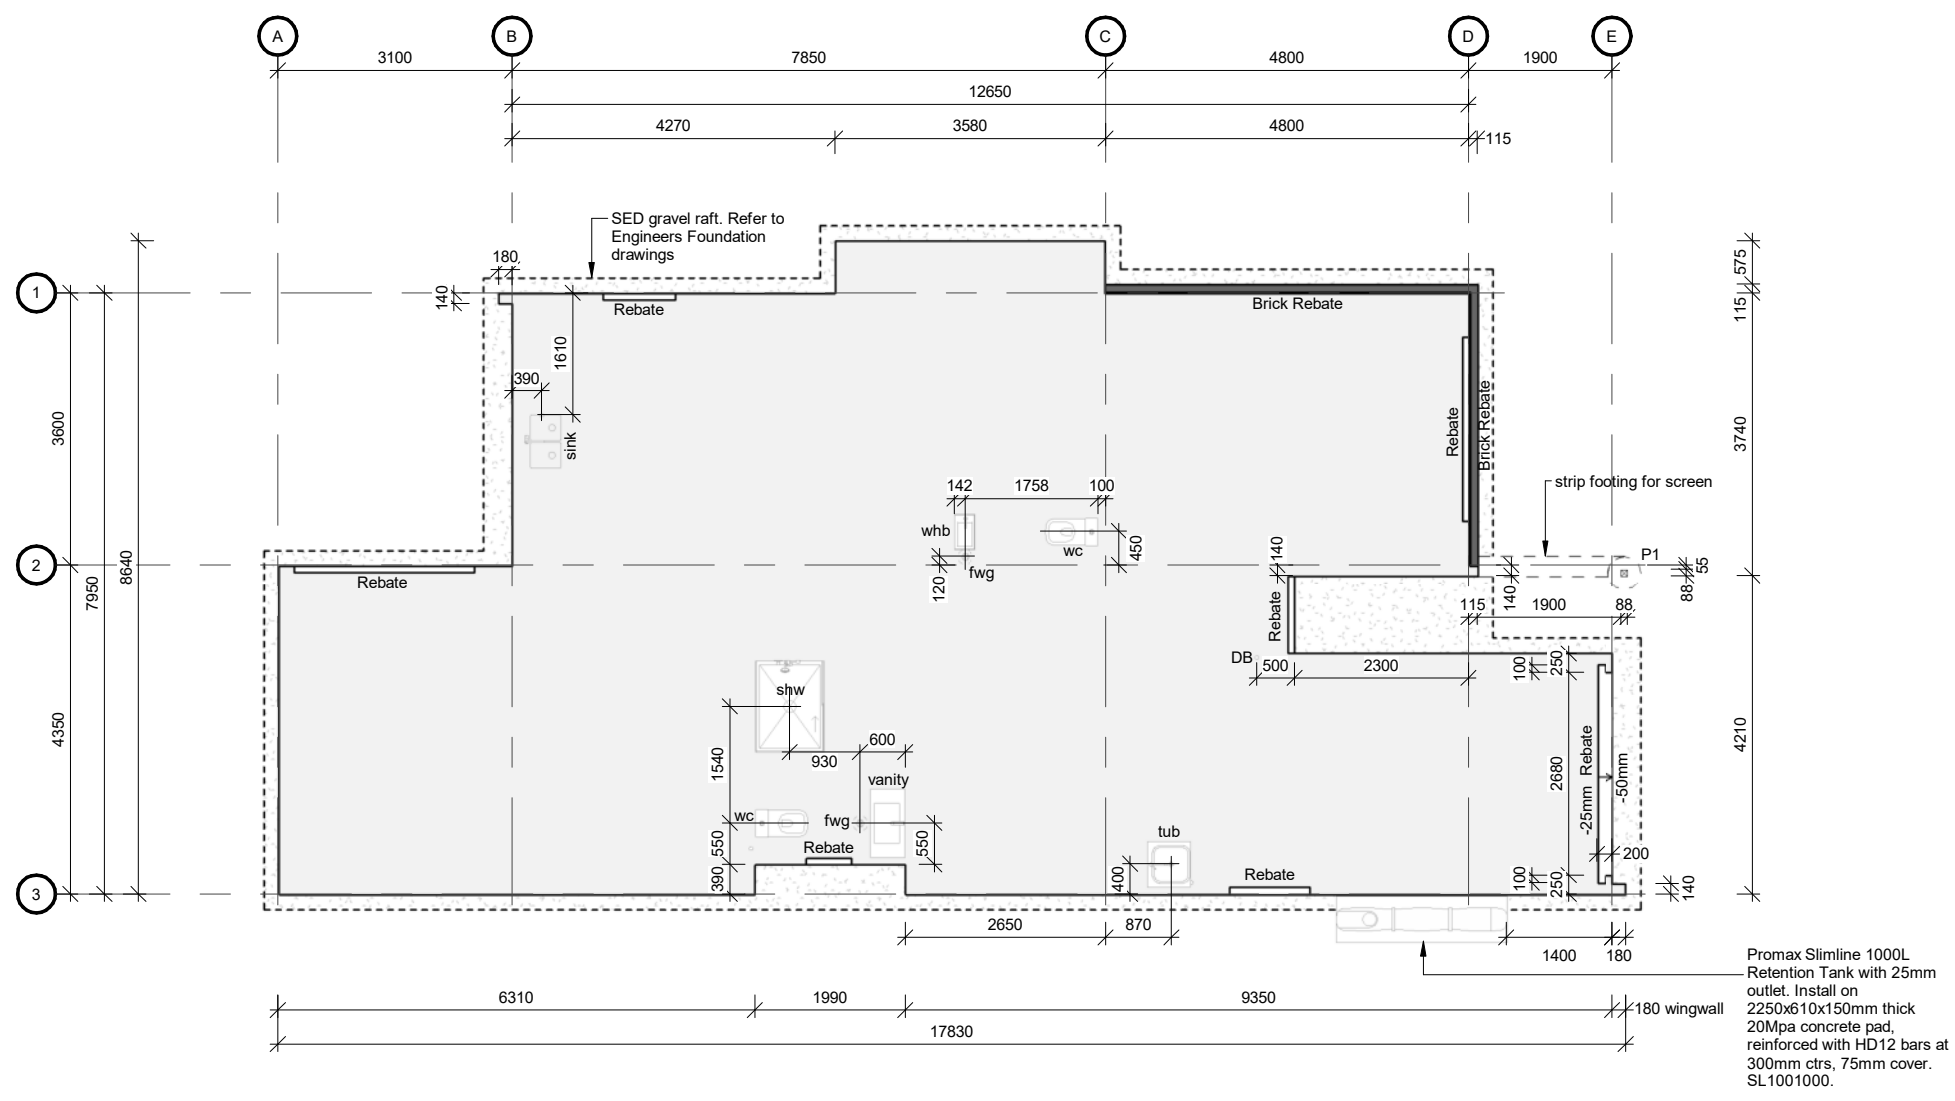 A
B
C
D
E
3100
7850
4800
1900
12650
4270
3580
4800
115
SED gravel raft. Refer to
Engineers Foundation
drawings
180
140
1
Rebate
Brick Rebate
575
115
8640
7950
3600
1610
390
sink
Rebate
Brick Rebate
3740
strip footing for screen
142
1758
100
whb
wc
450
fwg
120
2
Rebate
140
P1
55
88
140
Rebate
115
1900
88
DB
500
2300
100
250
4350
shw
600
930
1540
vanity
wc
fwg
550
550
Rebate
390
tub
400
Rebate
2680
-25mm Rebate
-50mm
200
100
250
140
4210
3
2650
870
1400
180
6310
1990
9350
180 wingwall
17830
Promax Slimline 1000L
Retention Tank with 25mm
outlet. Install on
2250x610x150mm thick
20Mpa concrete pad,
reinforced with HD12 bars at
300mm ctrs, 75mm cover.
SL1001000.